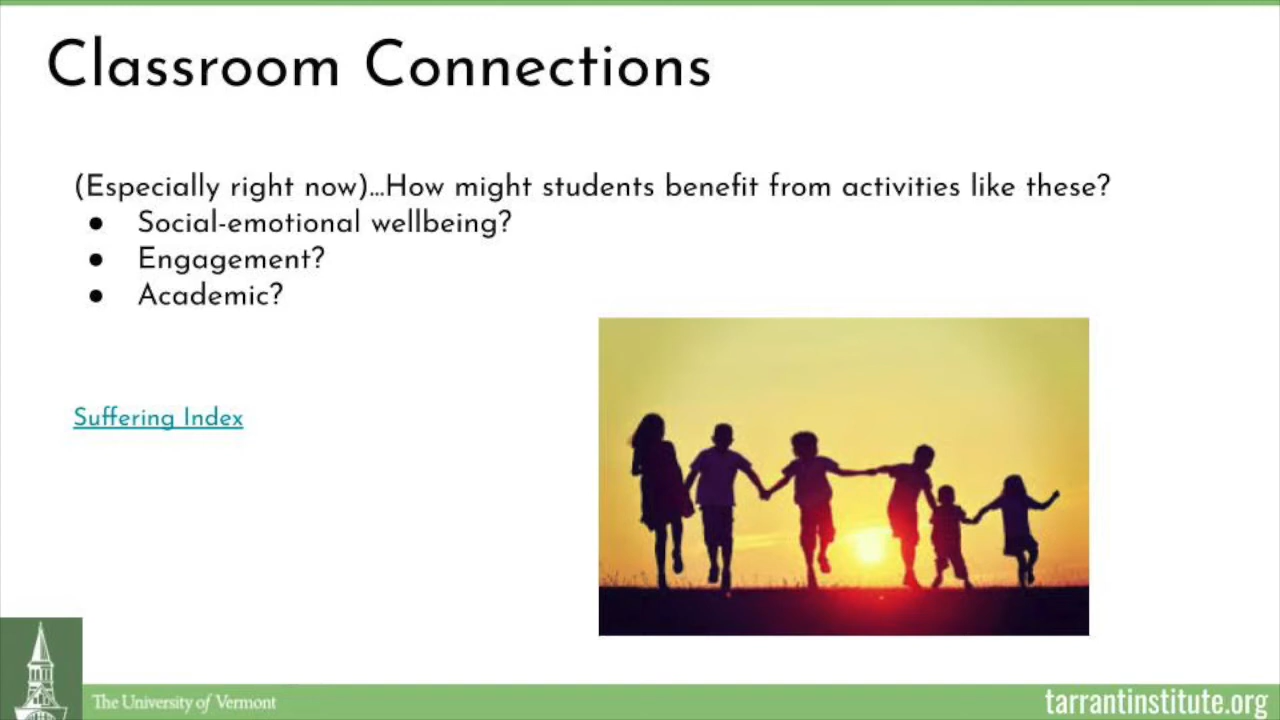 Classroom Connections
(Especially right now)...How might students benefit from activities like these?
● Social-emotional wellbeing?
● Engagement?
● Academic?
Suffering Index
The University of Vermont
tarrantinstitute.org